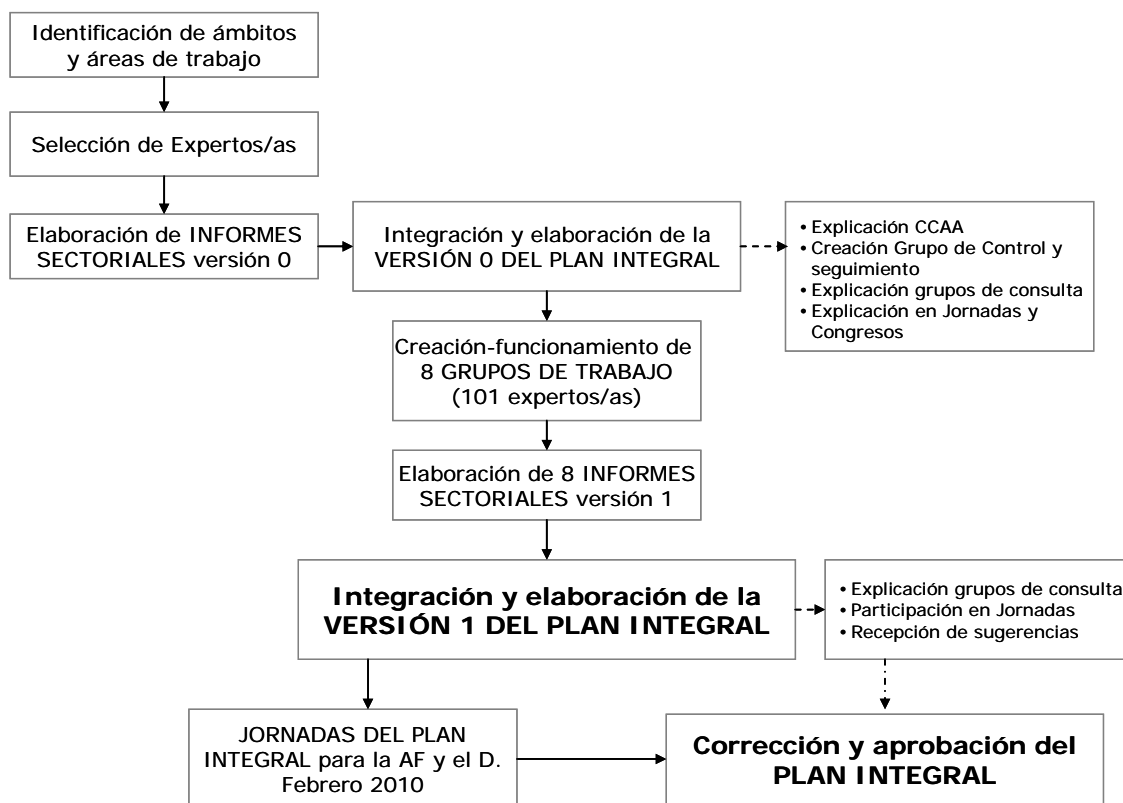 Identificación de ámbitos
y áreas de trabajo
Selección de Expertos/as
Elaboración de INFORMES
SECTORIALES versión 0
Integración y elaboración de la
VERSIÓN 0 DEL PLAN INTEGRAL
• Explicación CCAA
• Creación Grupo de Control y
seguimiento
• Explicación grupos de consulta
• Explicación en Jornadas y
Congresos
Creación-funcionamiento de
8 GRUPOS DE TRABAJO
(101 expertos/as)
Elaboración de 8 INFORMES
SECTORIALES versión 1
Integración y elaboración de la
VERSIÓN 1 DEL PLAN INTEGRAL
• Explicación grupos de consulta
• Participación en Jornadas
• Recepción de sugerencias
JORNADAS DEL PLAN
INTEGRAL para la AF y el D.
Febrero 2010
Corrección y aprobación del
PLAN INTEGRAL